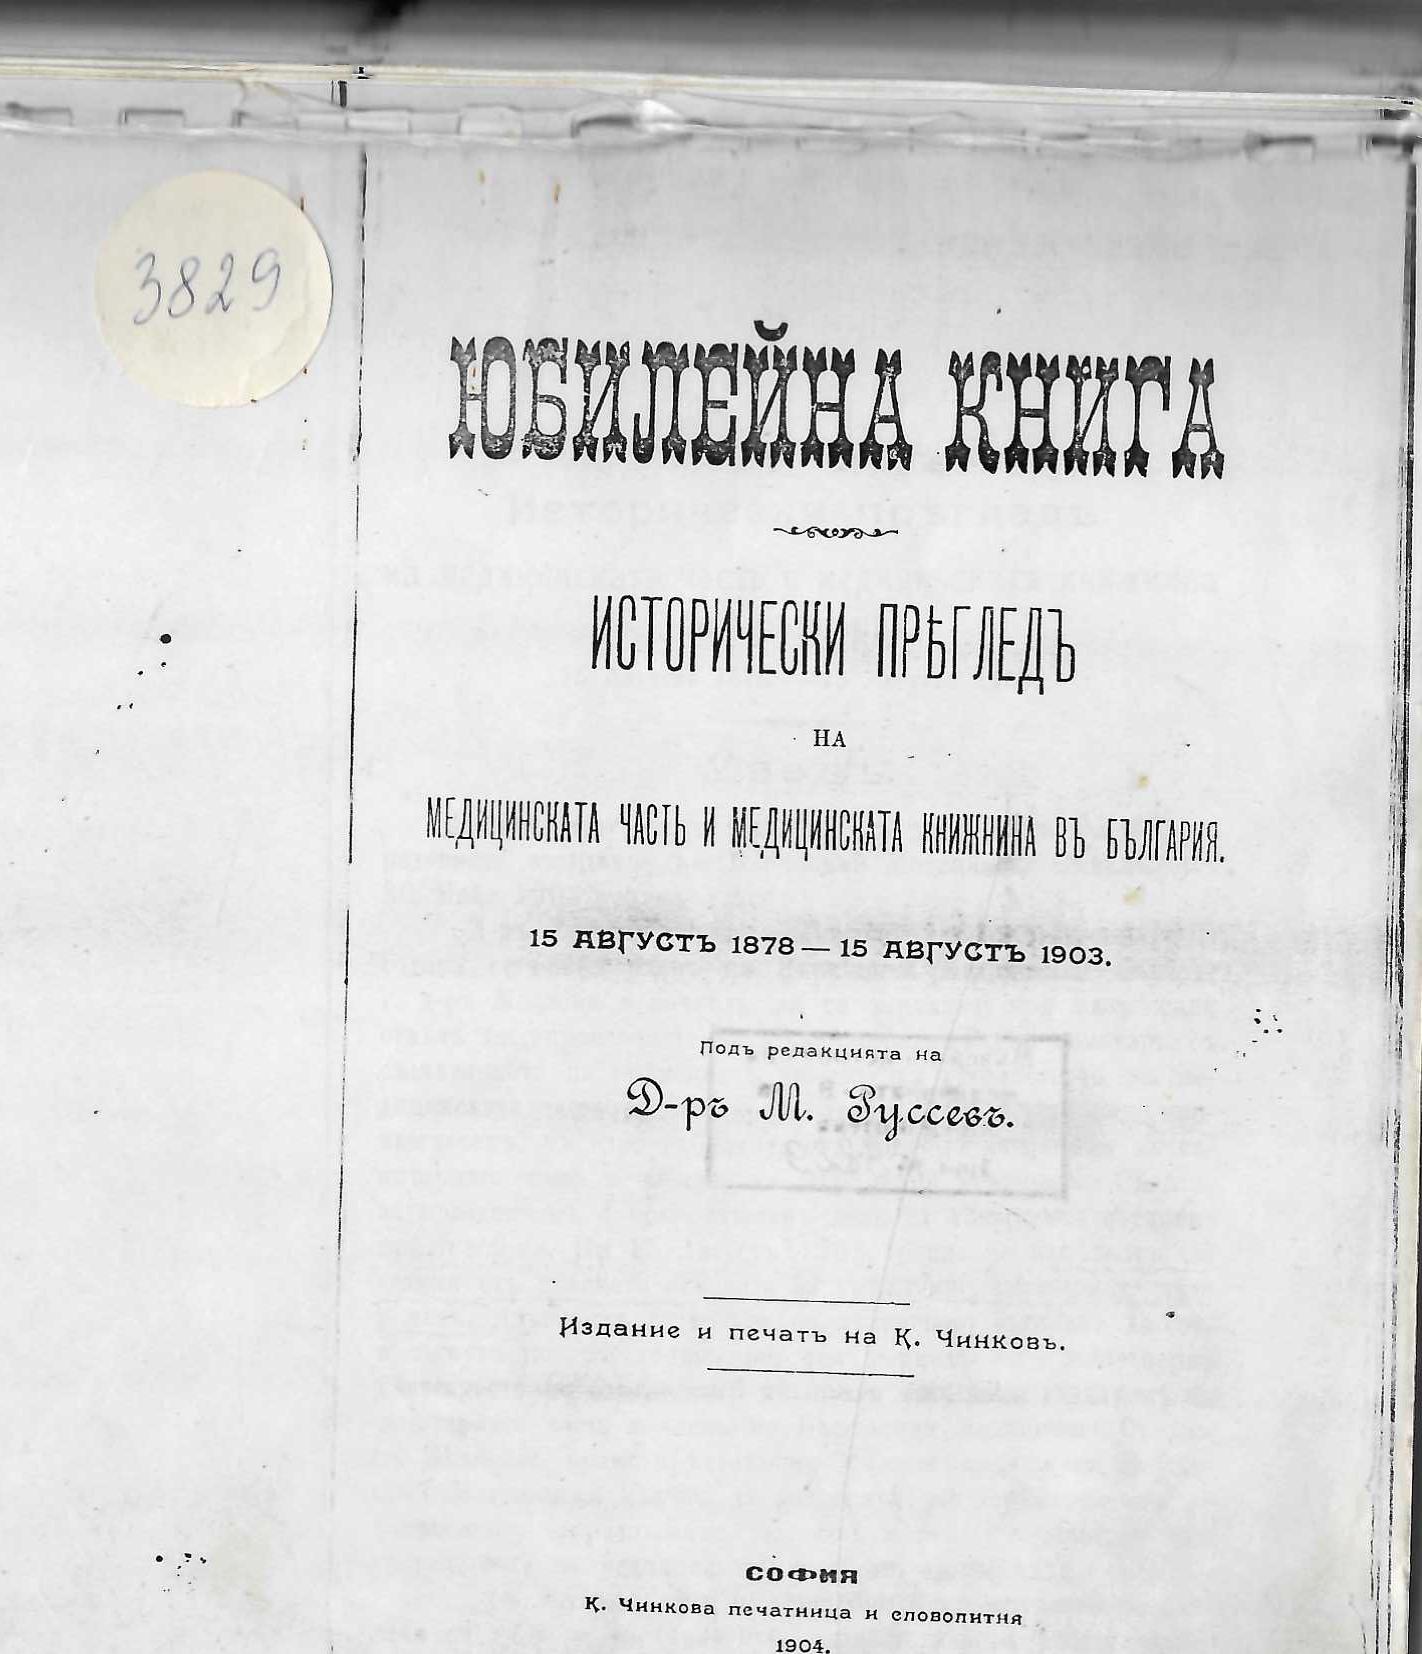 3829
ЮБИЛЕЙНА КНИГА
ИСТОРИЧЕСКИ ПРѢГЛЕДЪ
НА
МЕДИЦИНСКАТА ЧАСТЬ И МЕДИЦИНСКАТА КНИЖНИНА ВЪ БЪЛГАРИЯ.
15 АВГУСТЪ 1878 — 15 АВГУСТЪ 1903.
Подъ редакцията на
Д-ръ М. Руссевъ.
Издание и печать на К. Чинковъ.
СОФИЯ
К. Чинкова печатница и словолитня
1904.